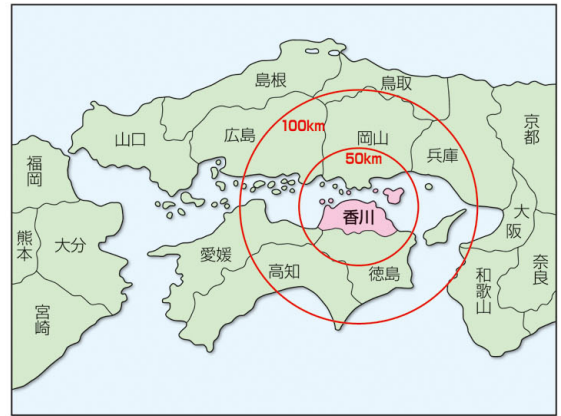 島根
鳥取
京都
山口
広島
100km
岡山
兵庫
福岡
50km
香川
大阪
熊本
大分
愛媛
高知
徳島
和歌山
奈良
宮崎